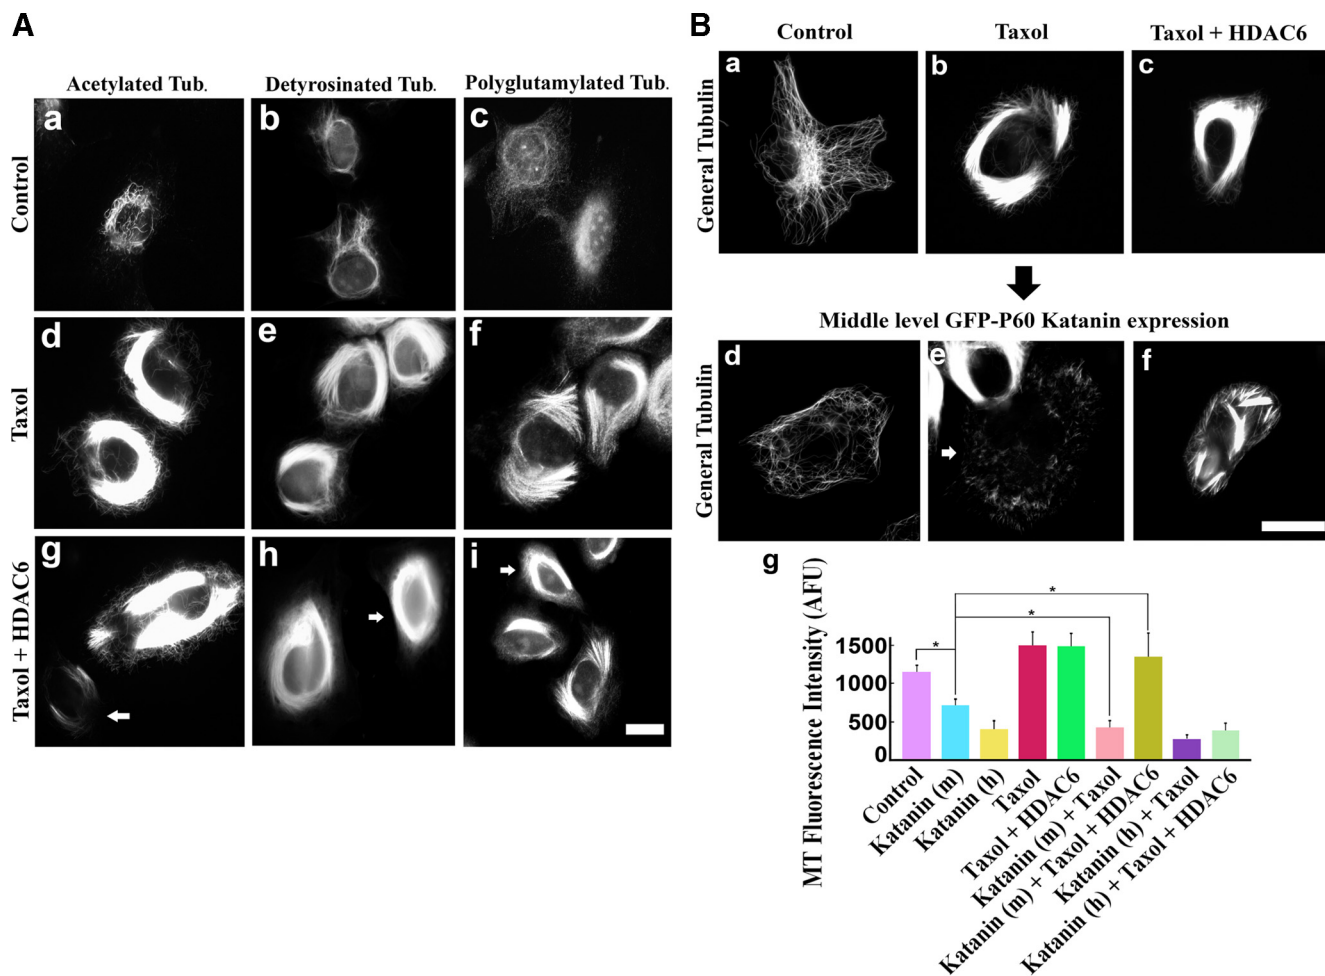 A
Acetylated Tub.
Detyrosinated Tub.
Polyglutamylated Tub.
Control
a
b
c
Taxol
d
e
f
Taxol + HDAC6
g
h
i
B
Control
Taxol
Taxol + HDAC6
General Tubulin
a
b
c
Middle level GFP-P60 Katanin expression
General Tubulin
d
e
f
g
MT Fluorescence Intensity (AFU)
1500
1000
500
0
*
*
*
Control
Katanin (m)
Katanin (h)
Taxol
Taxol + HDAC6
Katanin (m) + Taxol
Katanin (m) + Taxol + HDAC6
Katanin (h) + Taxol
Katanin (h) + Taxol + HDAC6